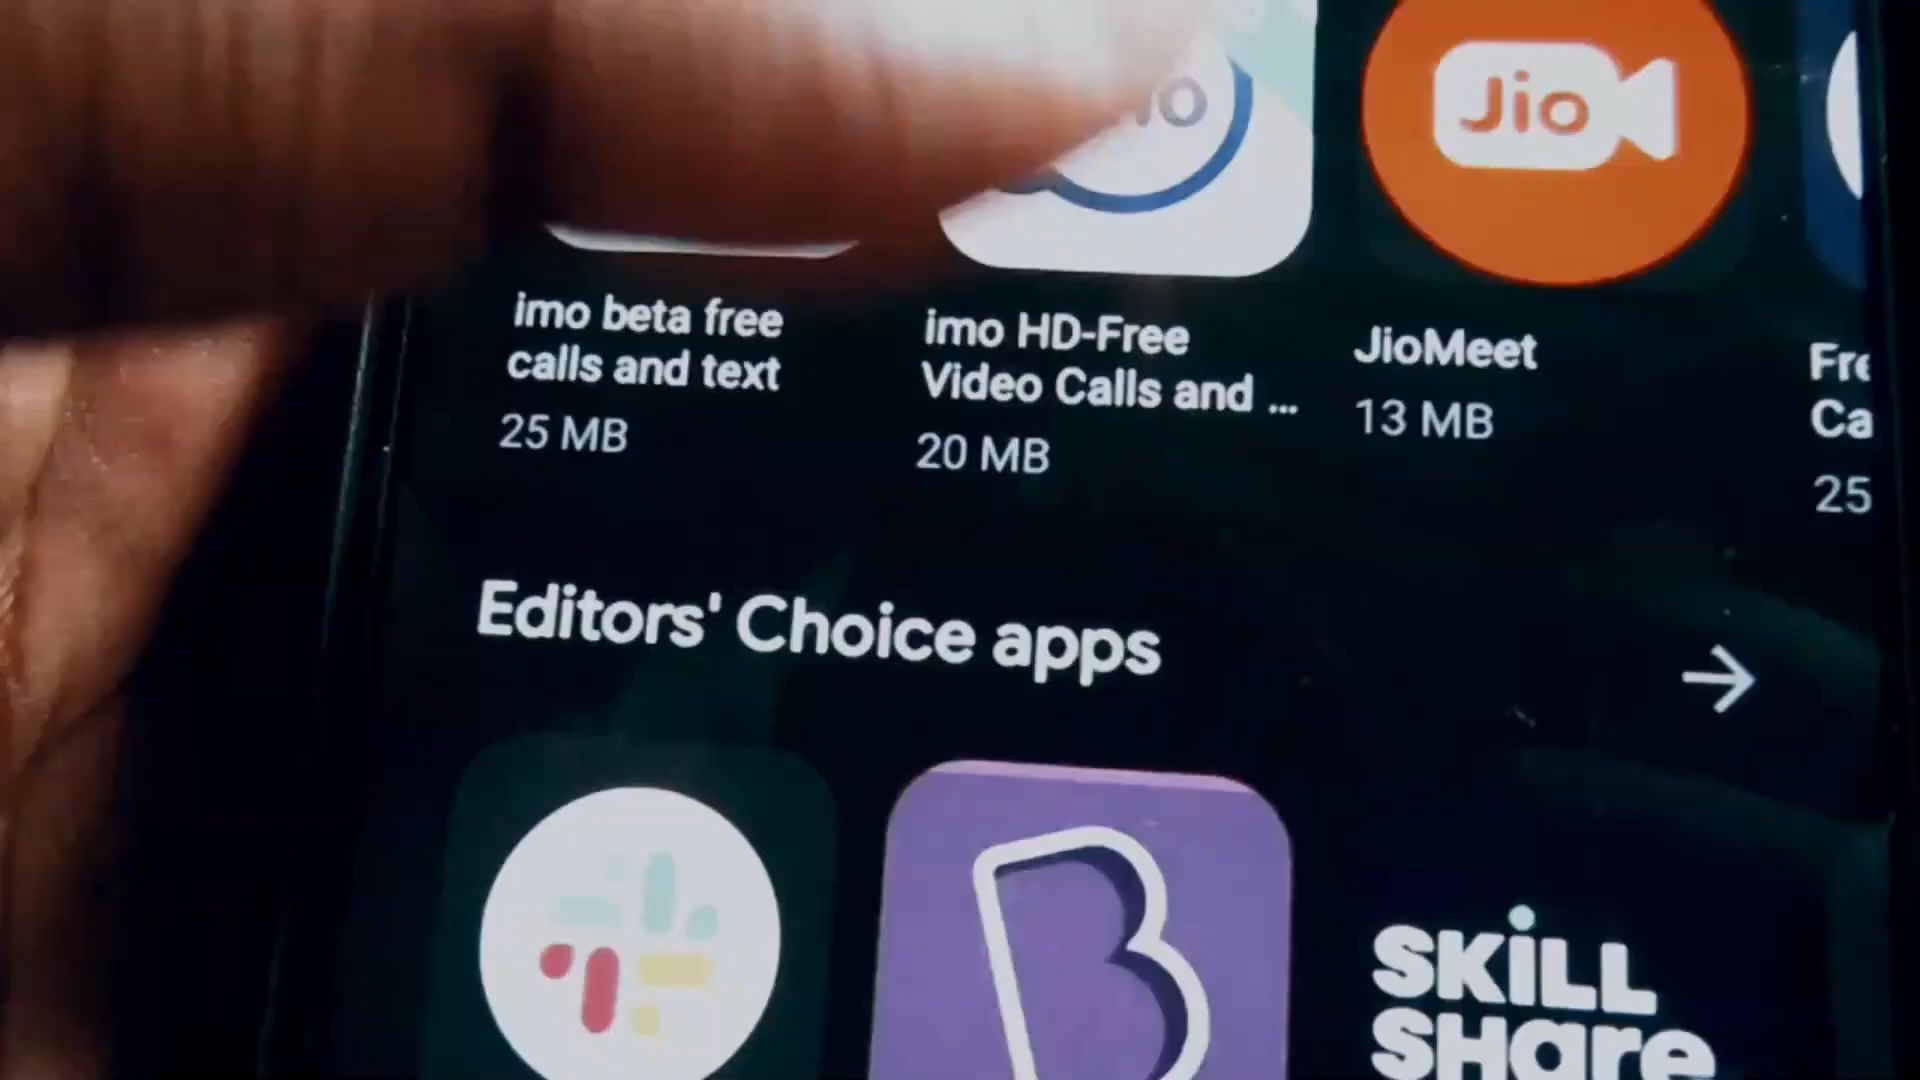 Jio
imo beta free
calls and text
25 MB
imo HD-Free
Video Calls and ...
20 MB
JioMeet
13 MB
25
Editors' Choice apps
SKiLL
SHare